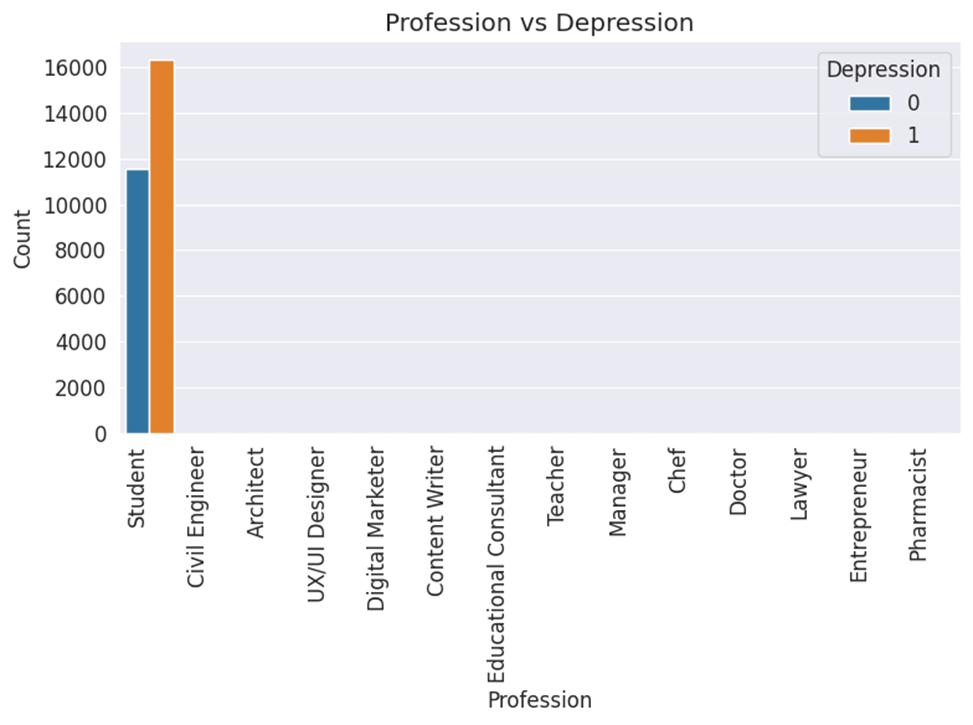 Profession vs Depression
Depression
0
1
16000
14000
12000
10000
8000
6000
4000
2000
0
Count
Student
Civil Engineer
Architect
UX/UI Designer
Digital Marketer
Content Writer
Educational Consultant
Teacher
Manager
Chef
Doctor
Lawyer
Entrepreneur
Pharmacist
Profession